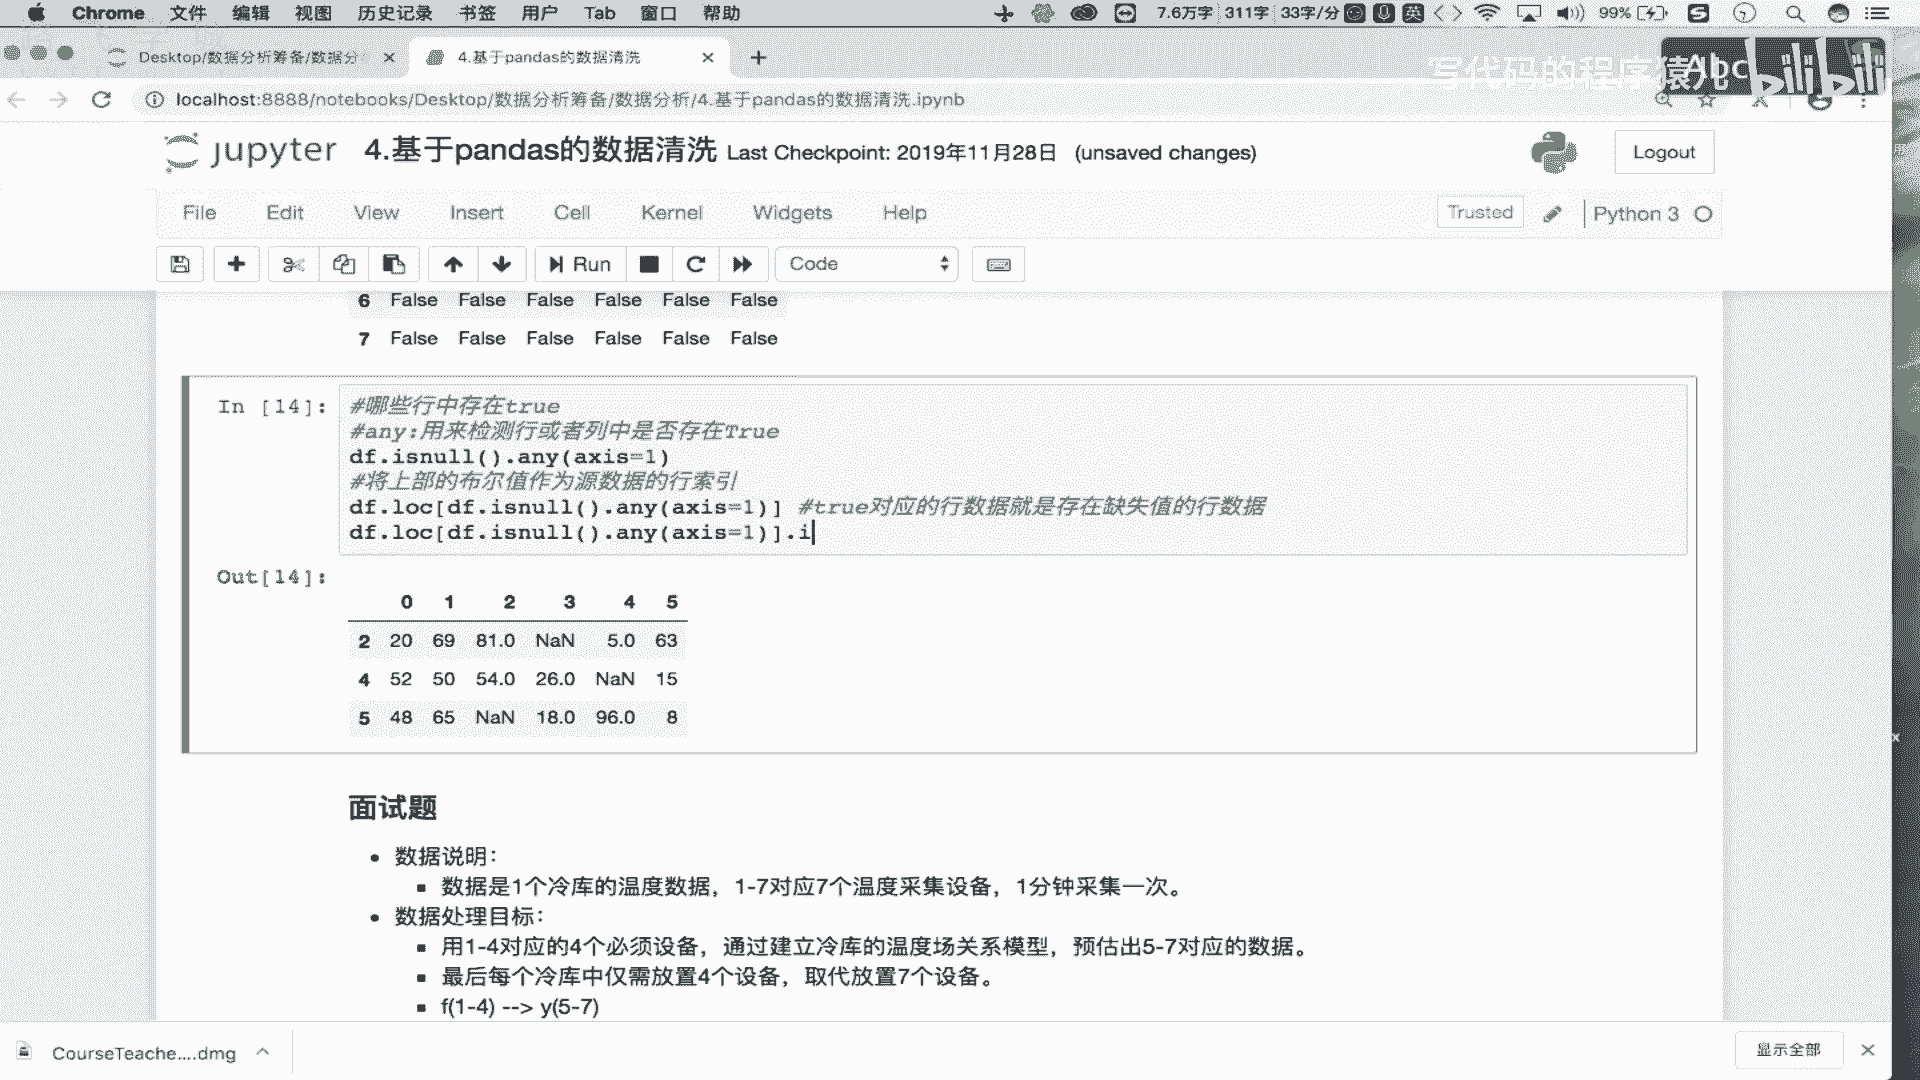 Chrome 文件 编辑 视图 历史记录 书签 用户 Tab 窗口 帮助 7.6万字 311字 33字/分 英 99%
Desktop/数据分析筹备/数据分 4.基于pandas的数据清洗
写代码的程序猿 Abc bilibili
localhost:8888/notebooks/Desktop/数据分析筹备/数据分析/4.基于pandas的数据清洗.ipynb
jupyter 4.基于pandas的数据清洗 Last Checkpoint: 2019年11月28日 (unsaved changes) Logout
File Edit View Insert Cell Kernel Widgets Help Trusted Python 3
Run Code
6 False False False False False False
7 False False False False False False
In [14]: #哪些行中存在true
#any:用来检测行或者列中是否存在True
df.isnull().any(axis=1)
#将上部的布尔值作为源数据的行索引
df.loc[df.isnull().any(axis=1)] #true对应的行数据就是存在缺失值的行数据
df.loc[df.isnull().any(axis=1)].i
Out[14]:
0 1 2 3 4 5
2 20 69 81.0 NaN 5.0 63
4 52 50 54.0 26.0 NaN 15
5 48 65 NaN 18.0 96.0 8
面试题
• 数据说明：
▪ 数据是1个冷库的温度数据，1-7对应7个温度采集设备，1分钟采集一次。
• 数据处理目标：
▪ 用1-4对应的4个必须设备，通过建立冷库的温度场关系模型，预估出5-7对应的数据。
▪ 最后每个冷库中仅需放置4个设备，取代放置7个设备。
▪ f(1-4) --> y(5-7)
CourseTeache....dmg 显示全部